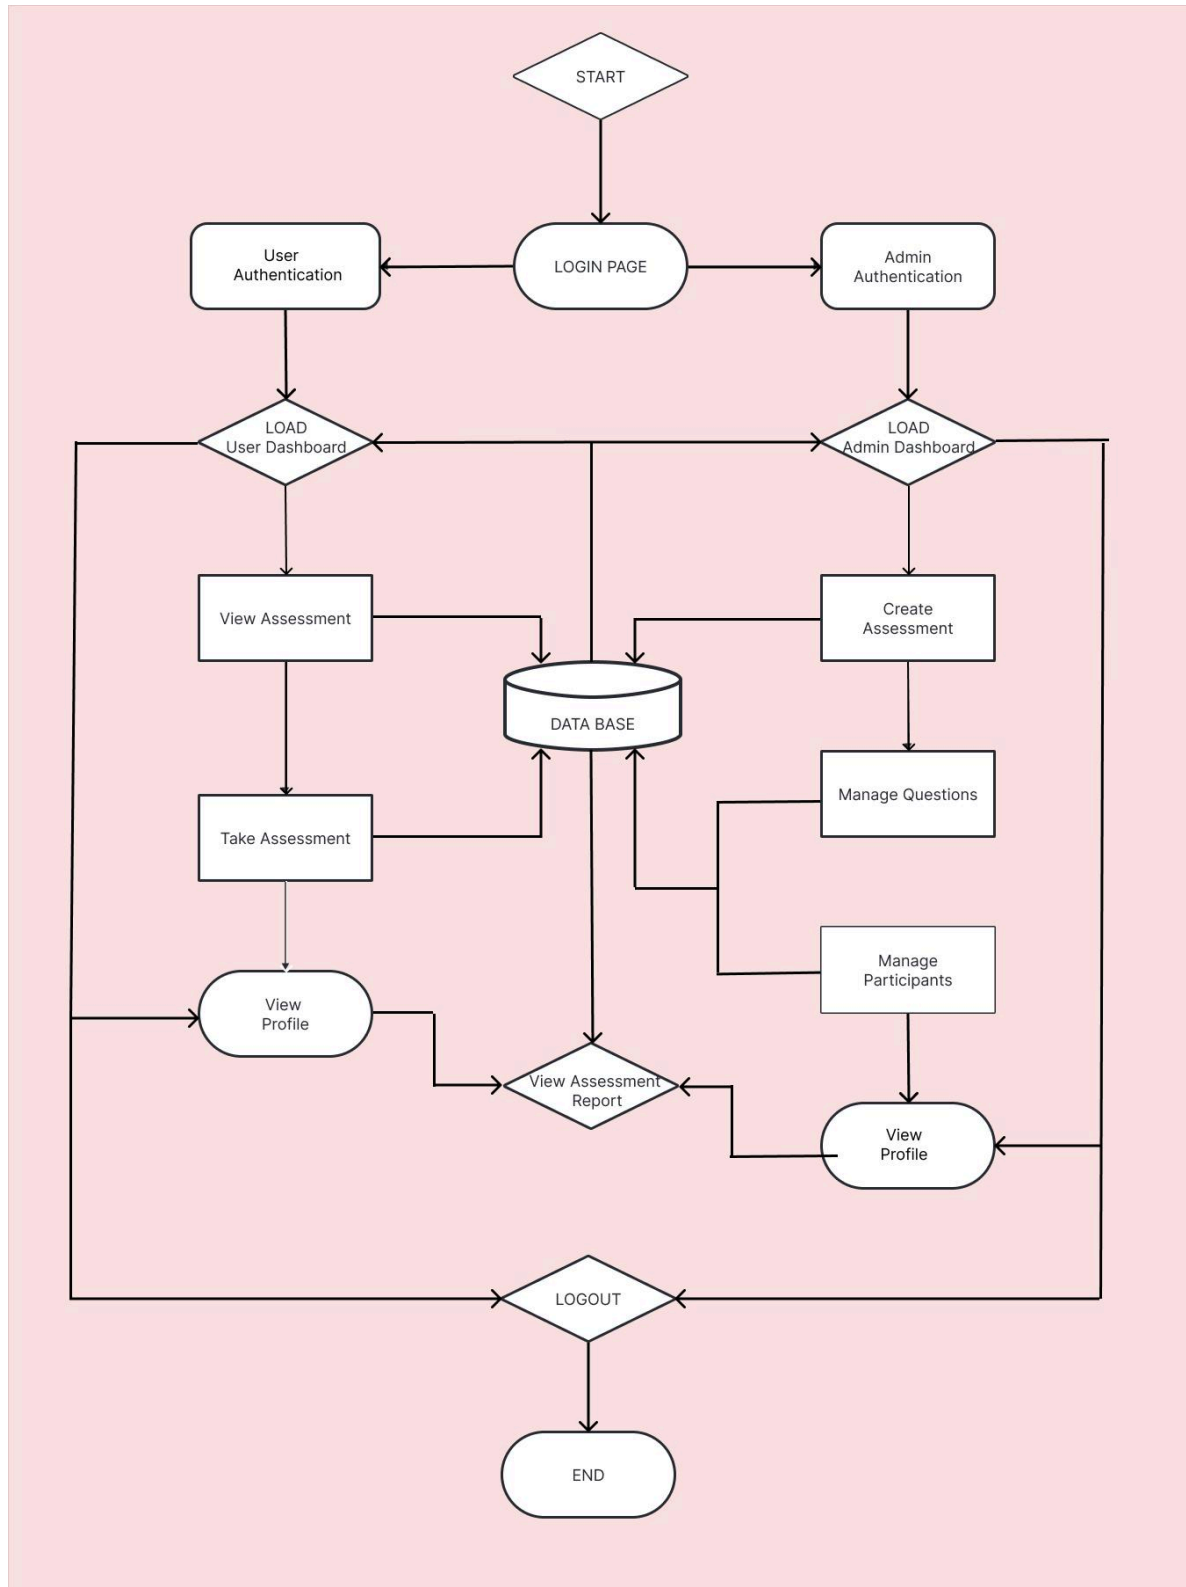 START
User
Authentication
LOGIN PAGE
Admin
Authentication
LOAD
User Dashboard
LOAD
Admin Dashboard
View Assessment
Create
Assessment
DATA BASE
Manage Questions
Take Assessment
Manage
Participants
View
Profile
View Assessment
Report
View
Profile
LOGOUT
END